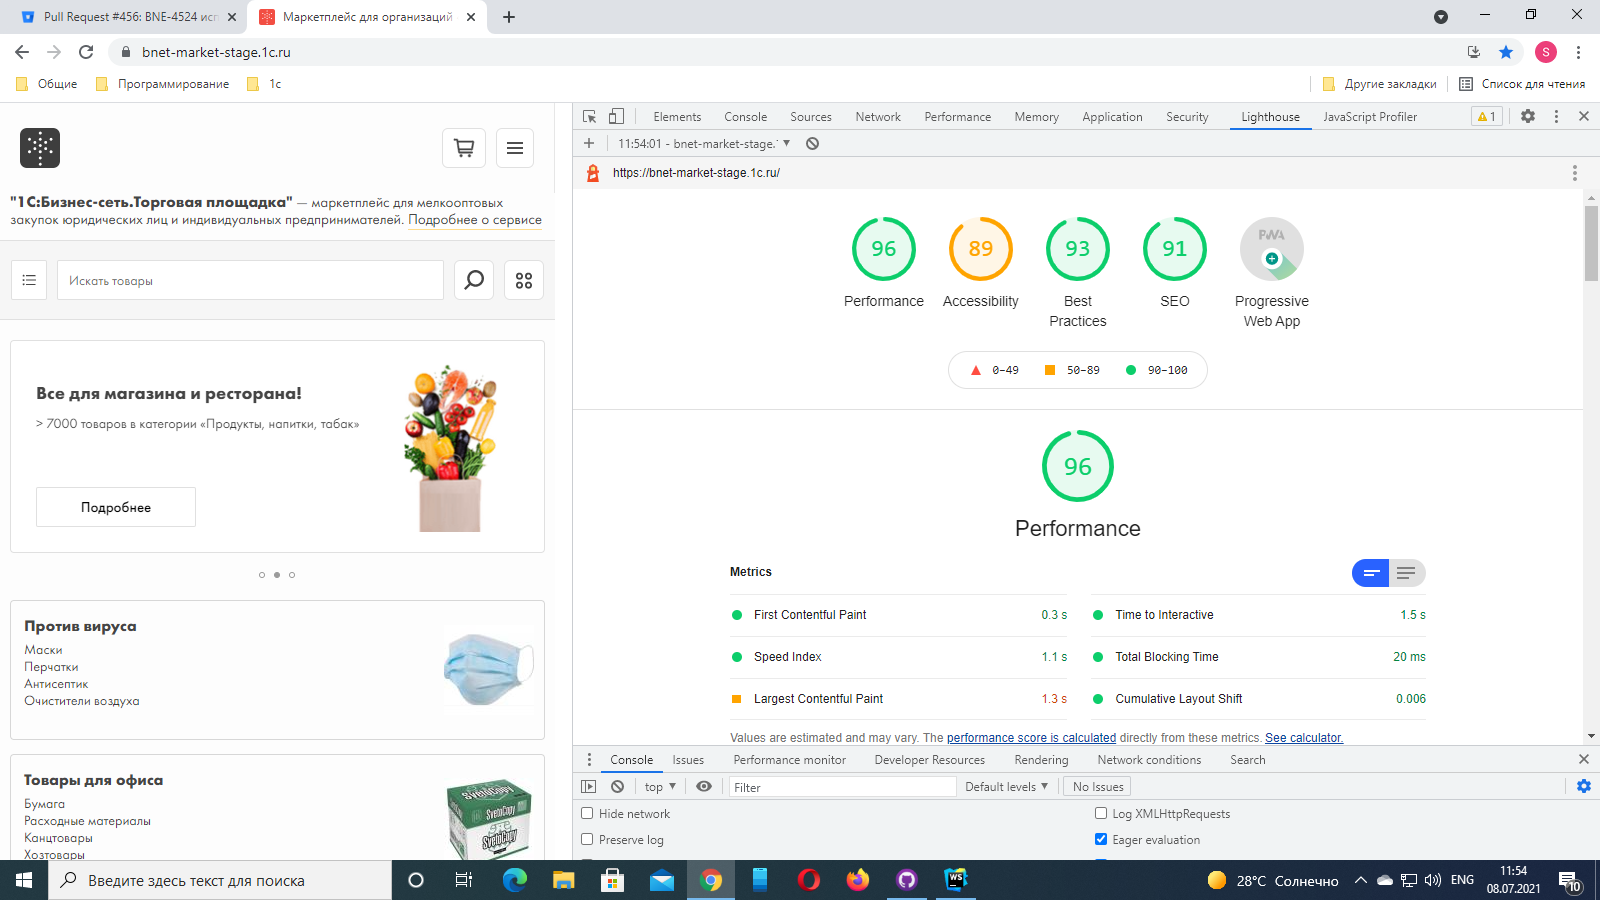 Pull Request #456: BNE-4524 исп
Маркетплейс для организаций
bnet-market-stage.1c.ru
S
Общие
Программирование
1с
Другие закладки
Список для чтения
"1С:Бизнес-сеть.Торговая площадка" — маркетплейс для мелкооптовых
закупок юридических лиц и индивидуальных предпринимателей. Подробнее о сервисе
Искать товары
Все для магазина и ресторана!
> 7000 товаров в категории «Продукты, напитки, табак»
Подробнее
Против вируса
Маски
Перчатки
Антисептик
Очистители воздуха
Товары для офиса
Бумага
Расходные материалы
Канцтовары
Хозтовары
SvetoCopy
SvetoCopy
Elements Console Sources Network Performance Memory Application Security Lighthouse JavaScript Profiler
1
11:54:01 - bnet-market-stage.
https://bnet-market-stage.1c.ru/
96
Performance
89
Accessibility
93
Best
Practices
91
SEO
PWA
Progressive
Web App
0–49 50–89 90–100
96
Performance
Metrics
First Contentful Paint 0.3 s
Time to Interactive 1.5 s
Speed Index 1.1 s
Total Blocking Time 20 ms
Largest Contentful Paint 1.3 s
Cumulative Layout Shift 0.006
Values are estimated and may vary. The performance score is calculated directly from these metrics. See calculator.
Console Issues Performance monitor Developer Resources Rendering Network conditions Search
top
Filter
Default levels
No Issues
Hide network
Log XMLHttpRequests
Preserve log
Eager evaluation
Введите здесь текст для поиска
WS
28°C Солнечно
ENG
11:54
08.07.2021
10